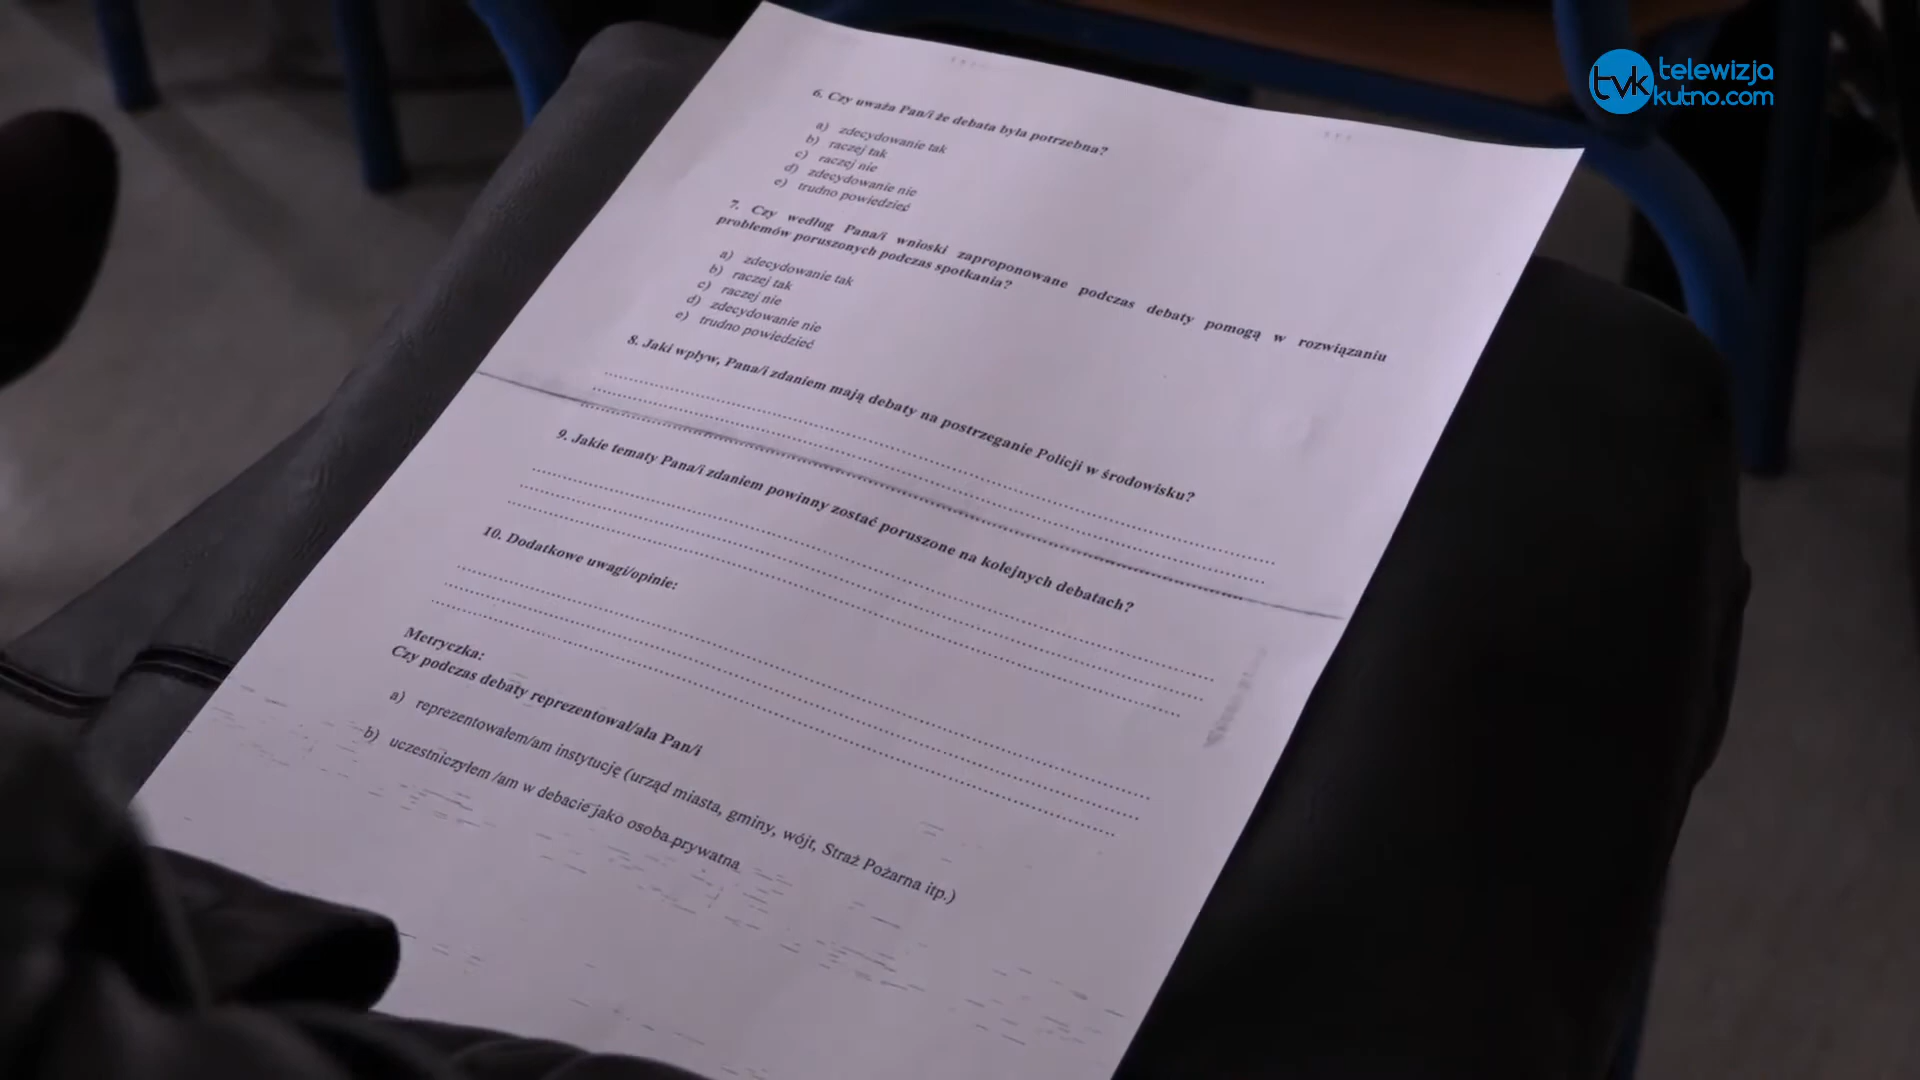 tvk telewizja
kutno.com
6. Czy uważa Pan/i że debata była potrzebna?
a) zdecydowanie tak
b) raczej tak
c) raczej nie
d) zdecydowanie nie
e) trudno powiedzieć
7. Czy według Pana/i wnioski zaproponowane podczas debaty pomogą w rozwiązaniu
problemów poruszonych podczas spotkania?
a) zdecydowanie tak
b) raczej tak
c) raczej nie
d) zdecydowanie nie
e) trudno powiedzieć
8. Jaki wpływ, Pana/i zdaniem mają debaty na postrzeganie Policji w środowisku?
9. Jakie tematy Pana/i zdaniem powinny zostać poruszone na kolejnych debatach?
10. Dodatkowe uwagi/opinie:
Metryczka:
Czy podczas debaty reprezentował/ała Pan/i
a) reprezentowałem/am instytucję (urząd miasta, gminy, wójt, Straż Pożarna itp.)
b) uczestniczyłem /am w debacie jako osoba prywatna